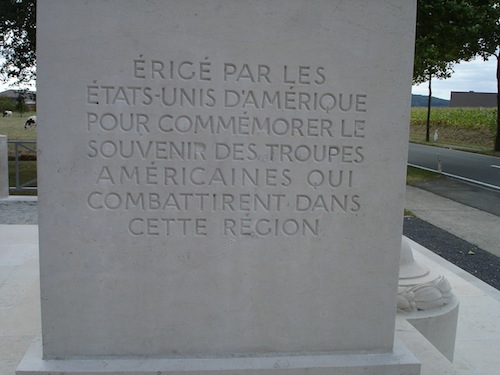 ÉRIGÉ PAR LES
ÉTATS-UNIS D'AMÉRIQUE
POUR COMMÉMORER LE
SOUVENIR DES TROUPES
AMÉRICAINES QUI
COMBATTIRENT DANS
CETTE RÉGION